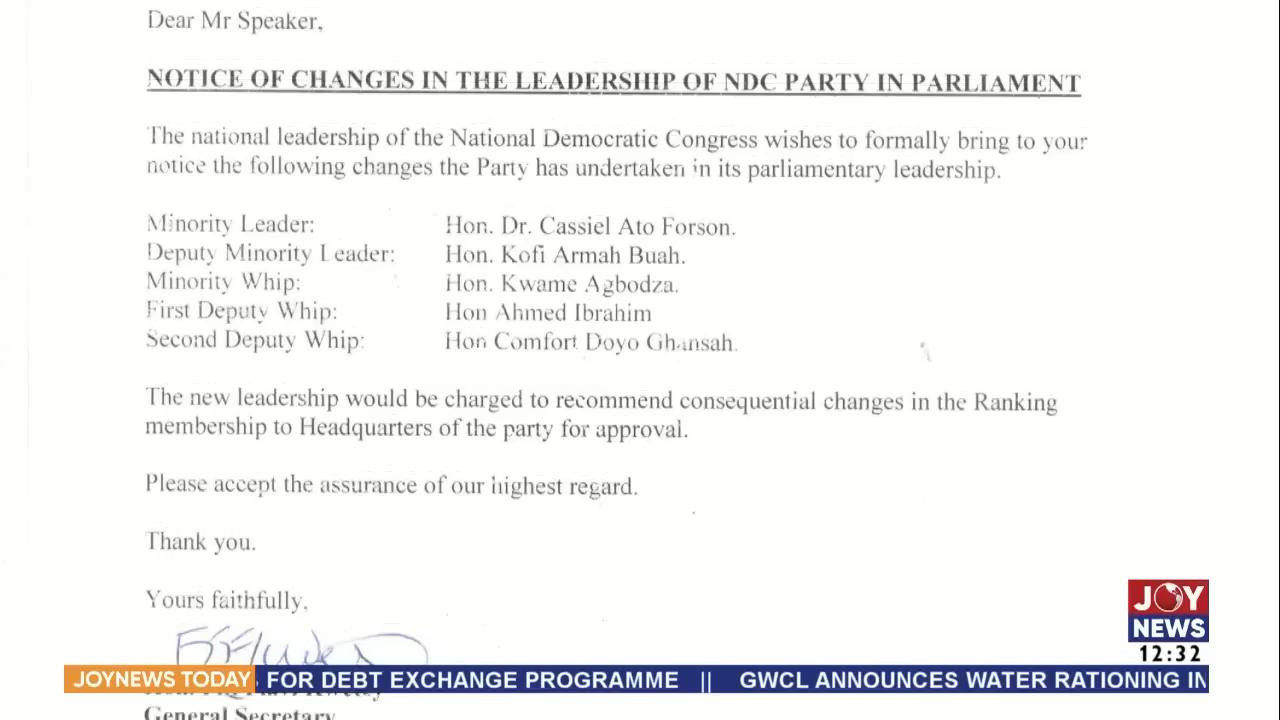 Dear Mr Speaker,
NOTICE OF CHANGES IN THE LEADERSHIP OF NDC PARTY IN PARLIAMENT
The national leadership of the National Democratic Congress wishes to formally bring to your
notice the following changes the Party has undertaken in its parliamentary leadership.
Minority Leader: Hon. Dr. Cassiel Ato Forson.
Deputy Minority Leader: Hon. Kofi Armah Buah.
Minority Whip: Hon. Kwame Agbodza.
First Deputy Whip: Hon Ahmed Ibrahim
Second Deputy Whip: Hon Comfort Doyo Ghansah.
The new leadership would be charged to recommend consequential changes in the Ranking
membership to Headquarters of the party for approval.
Please accept the assurance of our highest regard.
Thank you.
Yours faithfully,
General Secretary
JOY
NEWS
12:32
JOYNEWS TODAY FOR DEBT EXCHANGE PROGRAMME || GWCL ANNOUNCES WATER RATIONING IN